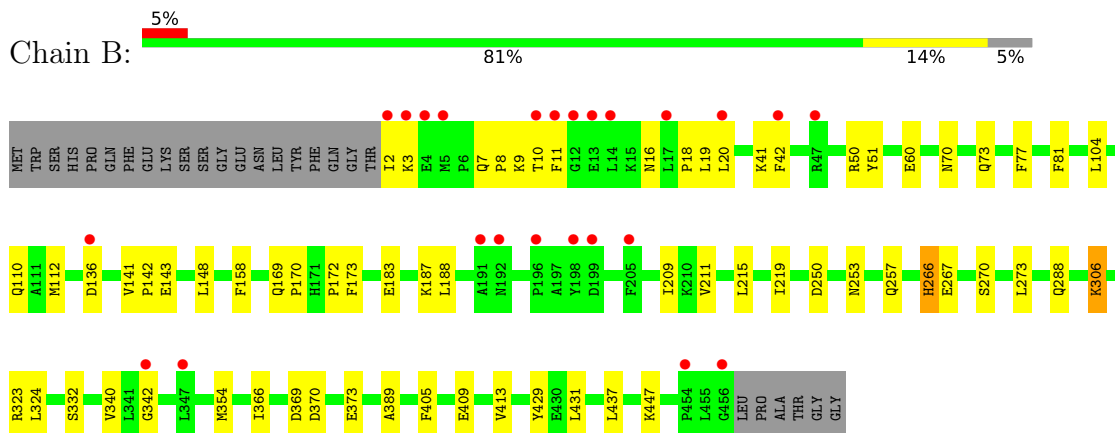 5%
Chain B:
81% 14% 5%
MET TRP SER HIS PRO GLN PHE GLU LYS SER SER GLY GLU ASN LEU TYR PHE GLN GLY THR I2 K3 E4 M5 P6 Q7 P8 K9 T10 F11 G12 E13 L14 K15 N16 L17 P18 L19 L20 K41 F42 R47 R50 Y51 E60 N70 Q73 F77 F81 L104
Q110 A111 M112 D136 V141 P142 E143 L148 F158 Q169 P170 H171 P172 F173 E183 K187 L188 A191 N192 P196 A197 Y198 D199 F205 I209 K210 V211 L215 I219 D250 N253 Q257 H266 E267 S270 L273 Q288 K306
R323 L324 S332 V340 L341 G342 L347 M354 I366 D369 D370 E373 A389 F405 E409 V413 Y429 E430 L431 L437 K447 P454 L455 G456 LEU PRO ALA THR GLY GLY